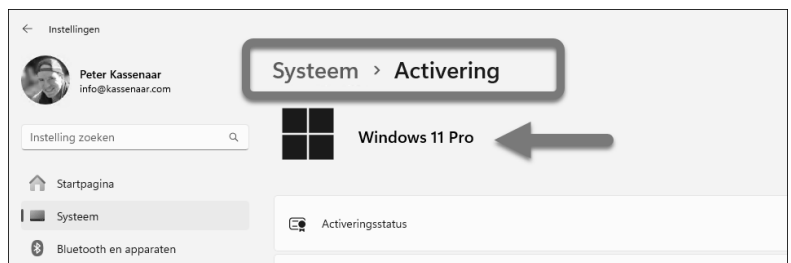 Instellingen
Peter Kassenaar
info@kassenaar.com
Instelling zoeken
Startpagina
Systeem
Bluetooth en apparaten
Systeem > Activering
Windows 11 Pro
Activeringsstatus